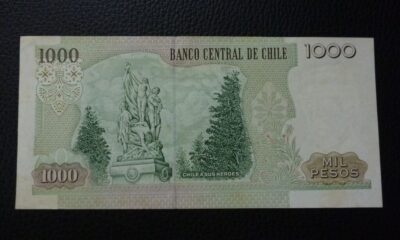 1000
BANCO CENTRAL DE CHILE
1000
CHILE A SUS HEROES
1000
MIL
PESOS